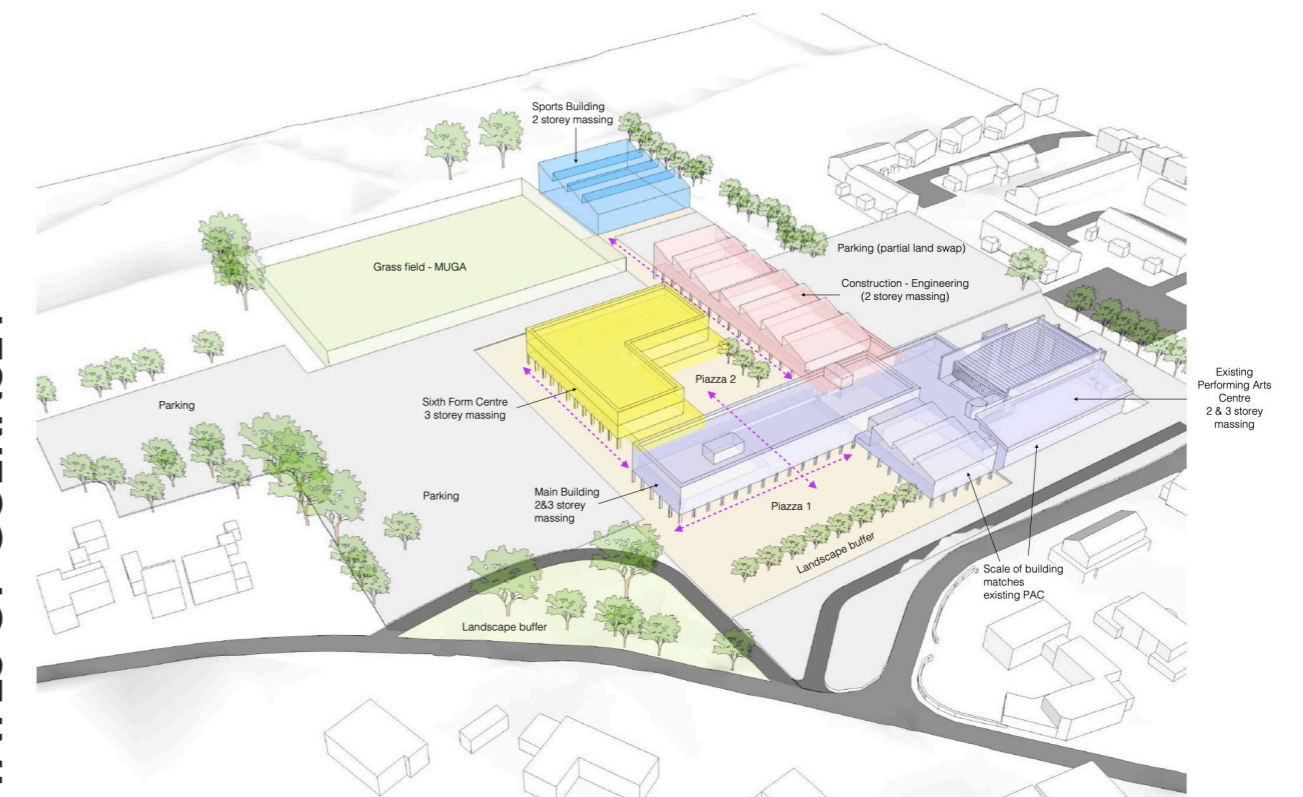 Sports Building
2 storey massing
Grass field - MUGA
Parking (partial land swap)
Construction - Engineering
(2 storey massing)
Piazza 2
Existing
Performing Arts
Centre
2 & 3 storey
massing
Parking
Sixth Form Centre
3 storey massing
Parking
Main Building
2&3 storey
massing
Piazza 1
Landscape buffer
Scale of building
matches
existing PAC
Landscape buffer